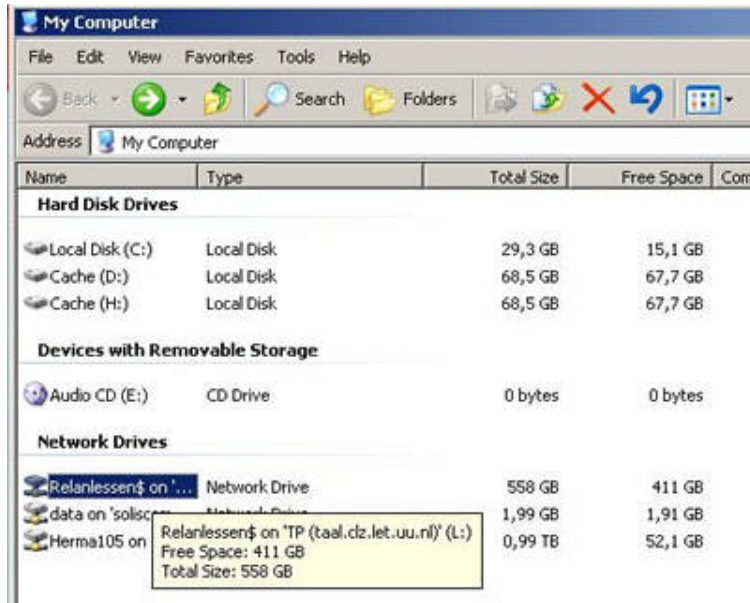 My Computer
File Edit View Favorites Tools Help
Back Search Folders
Address My Computer
Name Type Total Size Free Space Com
Hard Disk Drives
Local Disk (C:) Local Disk 29,3 GB 15,1 GB
Cache (D:) Local Disk 68,5 GB 67,7 GB
Cache (H:) Local Disk 68,5 GB 67,7 GB
Devices with Removable Storage
Audio CD (E:) CD Drive 0 bytes 0 bytes
Network Drives
Relanlessen$ on '... Network Drive 558 GB 411 GB
data on 'soliscom Network Drive 1,99 GB 1,91 GB
Herma105 on 0,99 TB 52,1 GB
Relanlessen$ on 'TP (taal.clz.let.uu.nl)' (L:)
Free Space: 411 GB
Total Size: 558 GB